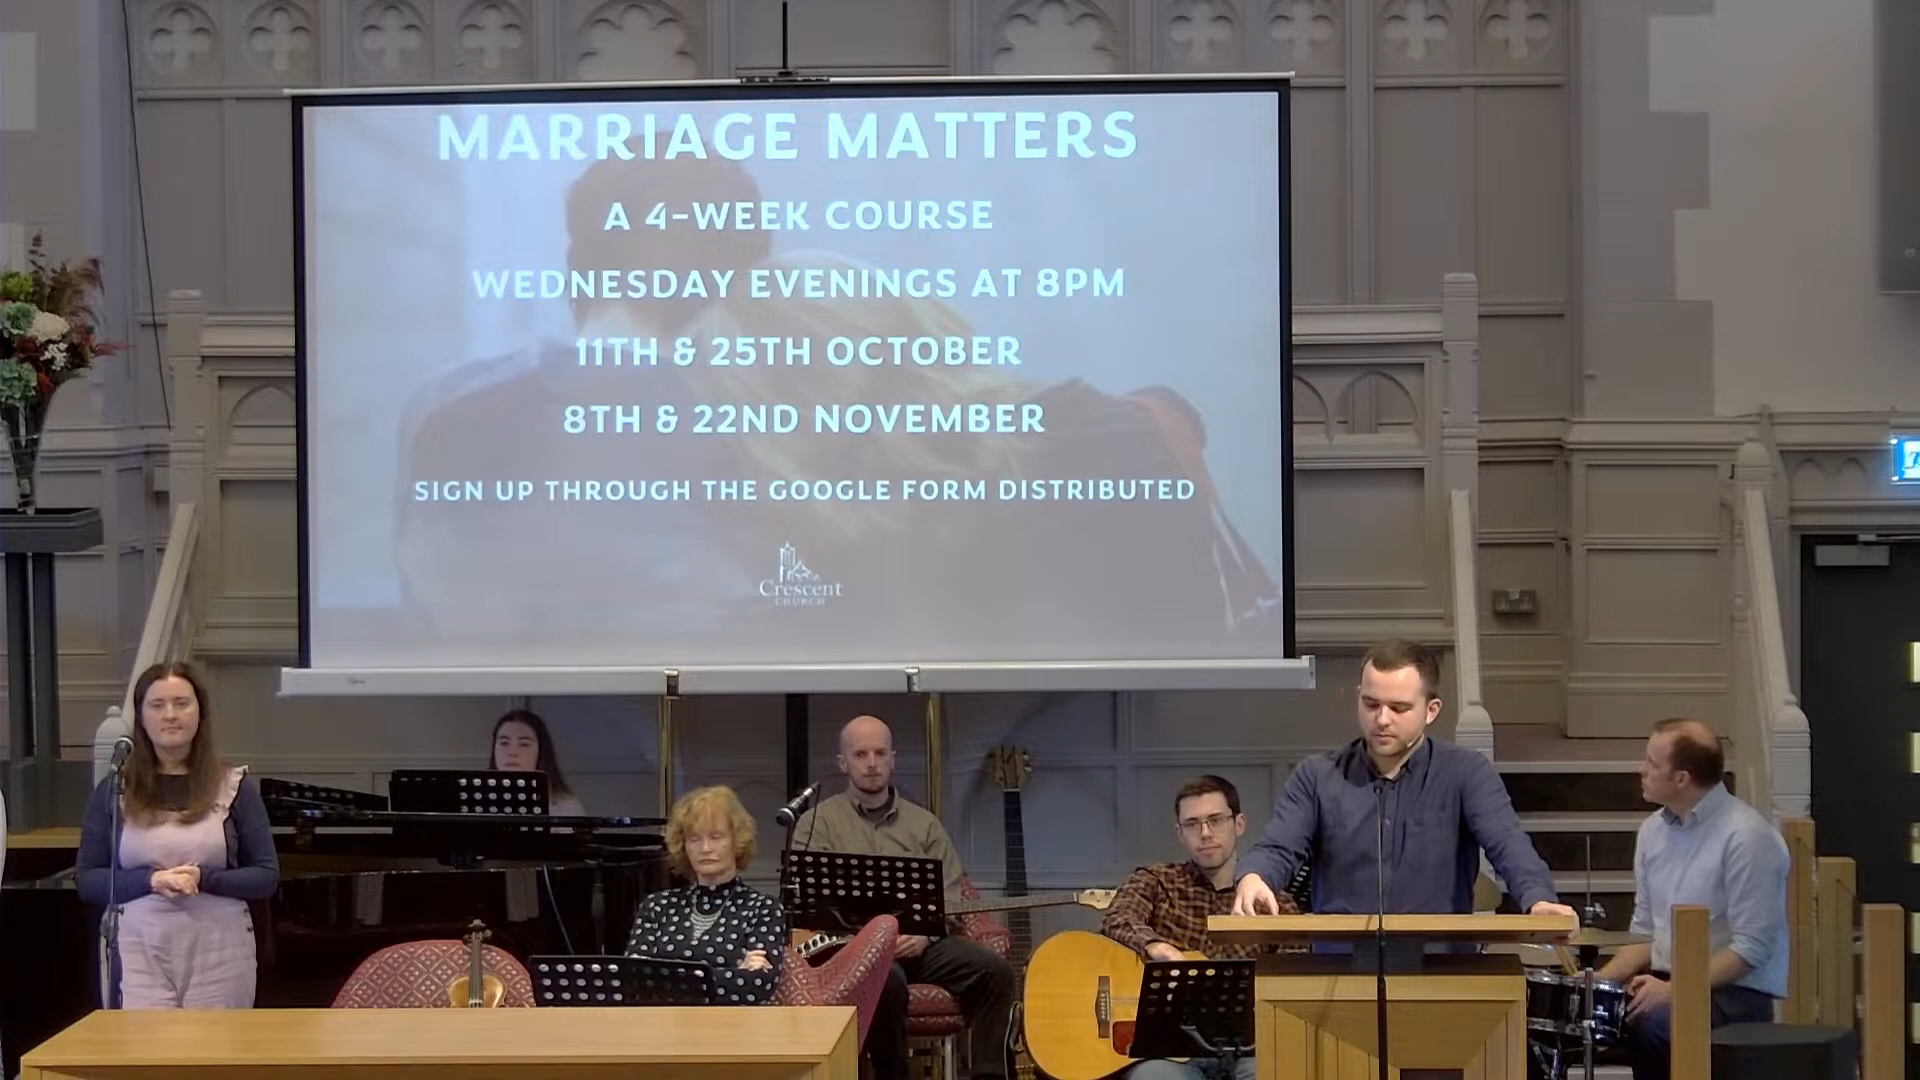 MARRIAGE MATTERS
A 4-WEEK COURSE
WEDNESDAY EVENINGS AT 8PM
11TH & 25TH OCTOBER
8TH & 22ND NOVEMBER
SIGN UP THROUGH THE GOOGLE FORM DISTRIBUTED
Crescent
CHURCH